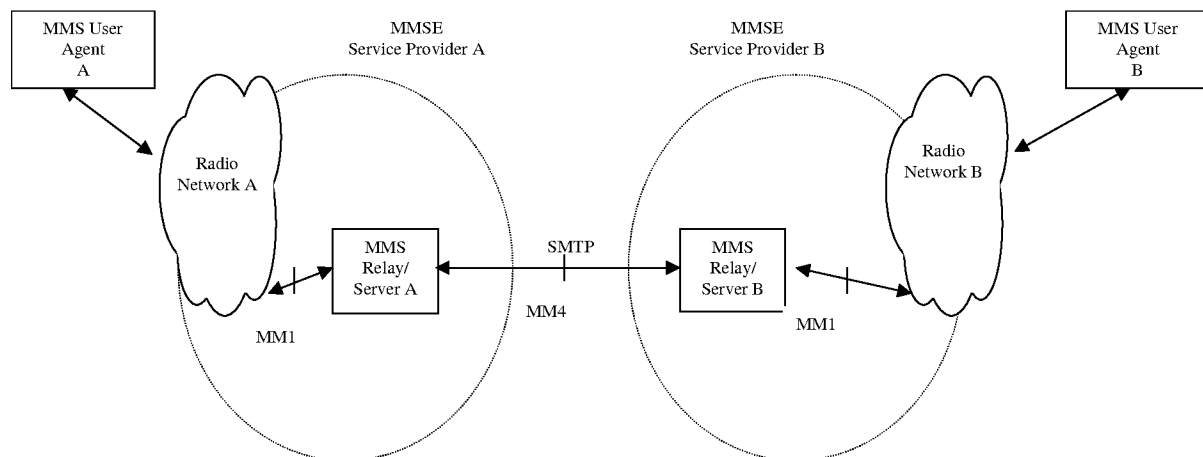 MMS User
Agent
A
MMSE
Service Provider A
MMSE
Service Provider B
MMS User
Agent
B
Radio
Network A
Radio
Network B
MMS
Relay/
Server A
SMTP
MMS
Relay/
Server B
MM1
MM4
MM1